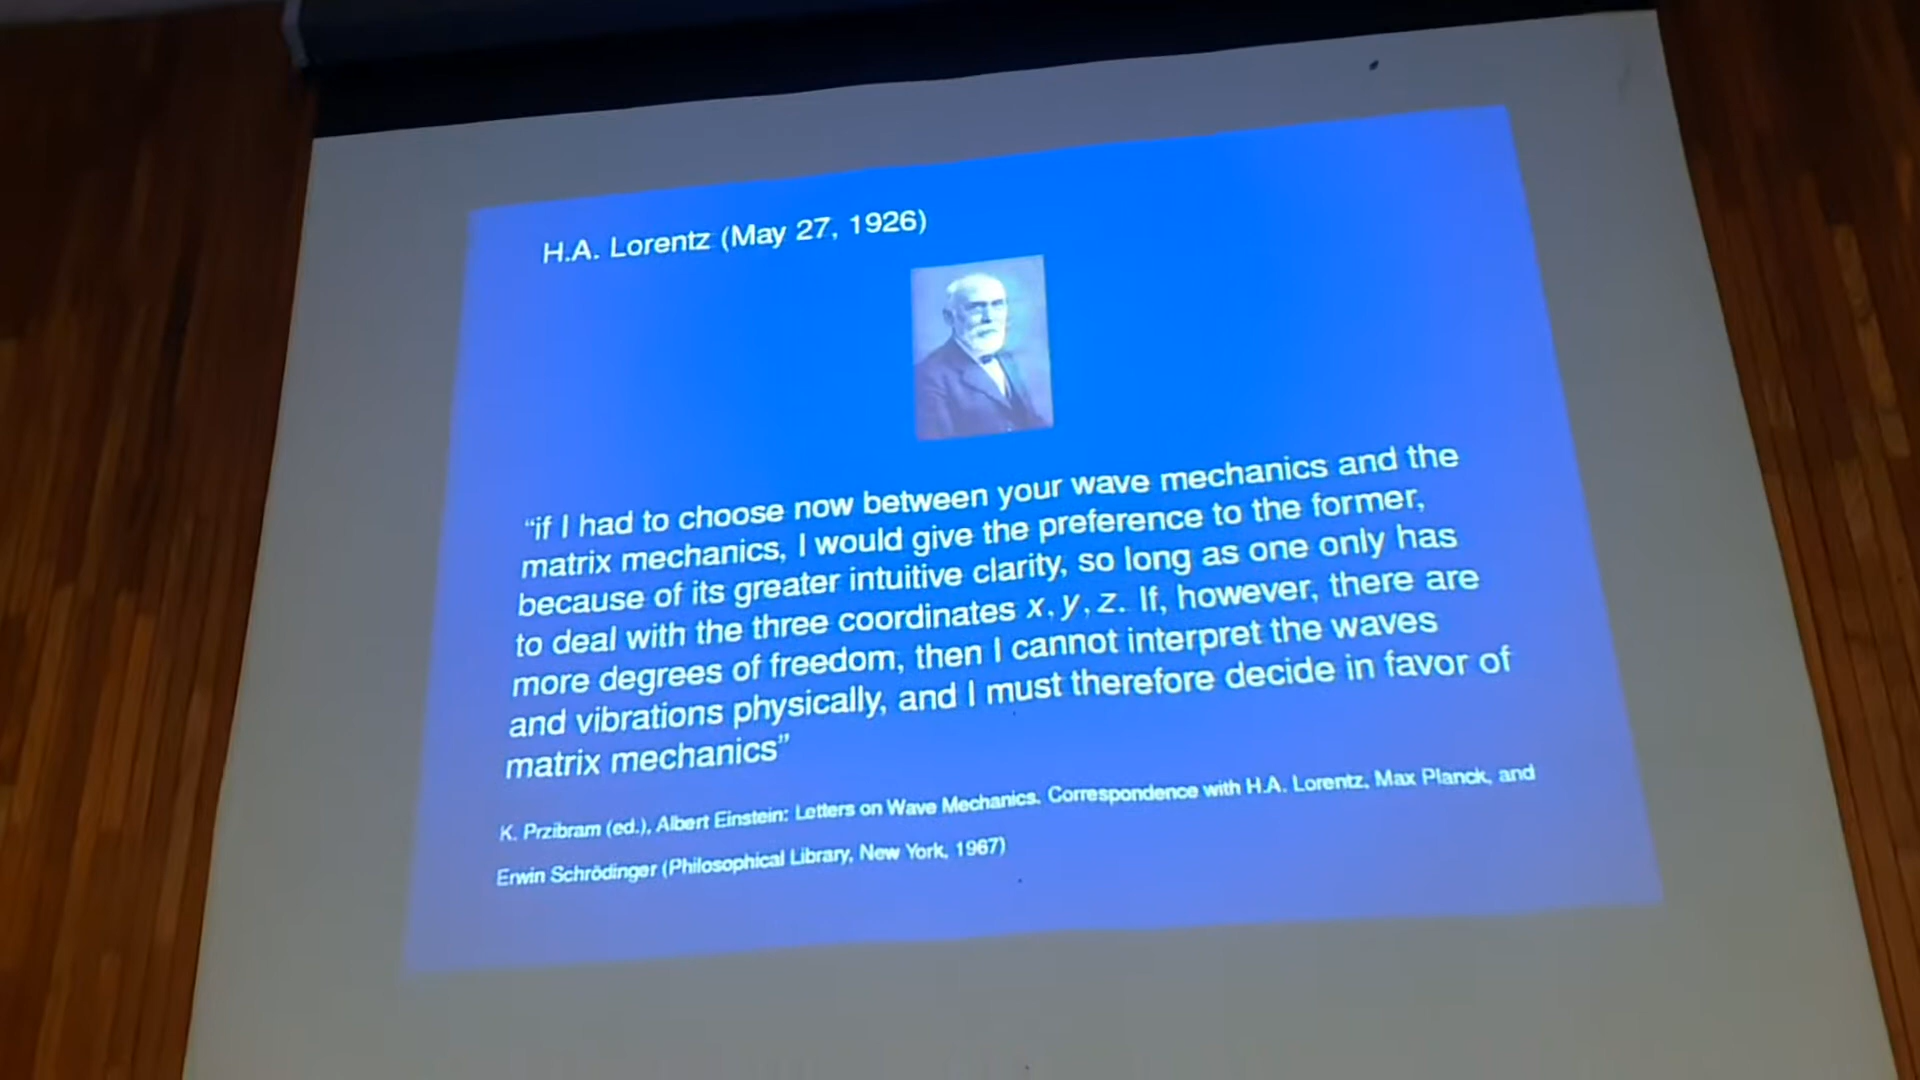 H.A. Lorentz (May 27, 1926)
“if I had to choose now between your wave mechanics and the
matrix mechanics, I would give the preference to the former,
because of its greater intuitive clarity, so long as one only has
to deal with the three coordinates x, y, z. If, however, there are
more degrees of freedom, then I cannot interpret the waves
and vibrations physically, and I must therefore decide in favor of
matrix mechanics”
K. Przibram (ed.), Albert Einstein: Letters on Wave Mechanics. Correspondence with H.A. Lorentz, Max Planck, and
Erwin Schrödinger (Philosophical Library, New York, 1967)